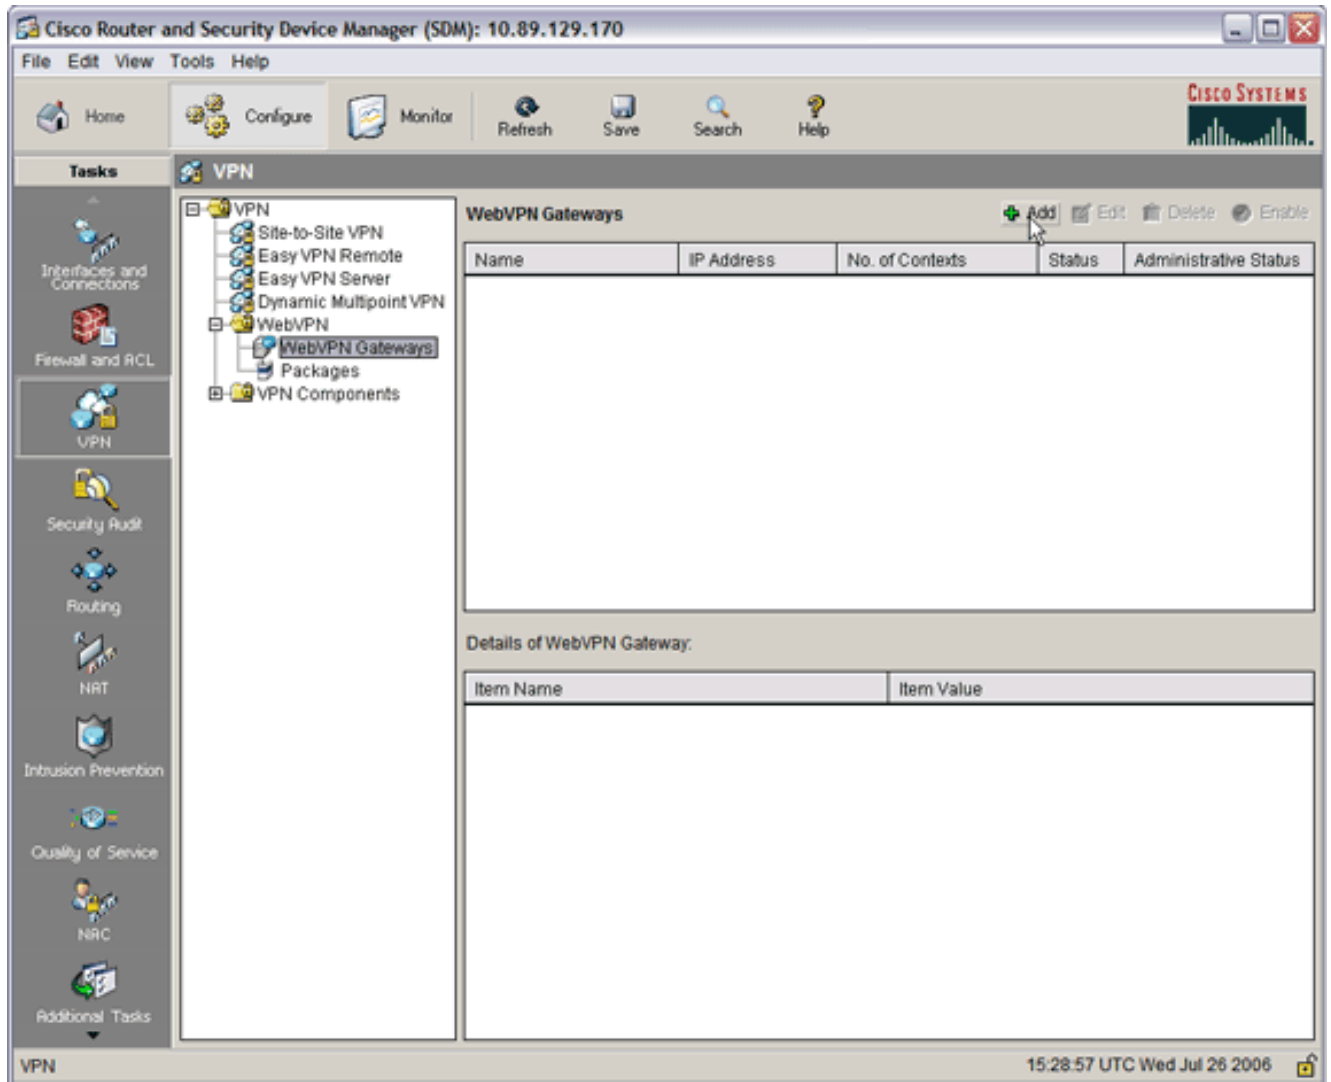 Cisco Router and Security Device Manager (SDM): 10.89.129.170
File Edit View Tools Help
Home Configure Monitor Refresh Save Search Help
CISCO SYSTEMS
Tasks
VPN
Interfaces and
Connections
Firewall and ACL
VPN
Security Audit
Routing
NAT
Intrusion Prevention
Quality of Service
NAC
Additional Tasks
VPN
Site-to-Site VPN
Easy VPN Remote
Easy VPN Server
Dynamic Multipoint VPN
WebVPN
WebVPN Gateways
Packages
VPN Components
WebVPN Gateways
Add Edit Delete Enable
Name IP Address No. of Contexts Status Administrative Status
Details of WebVPN Gateway:
Item Name Item Value
VPN
15:28:57 UTC Wed Jul 26 2006